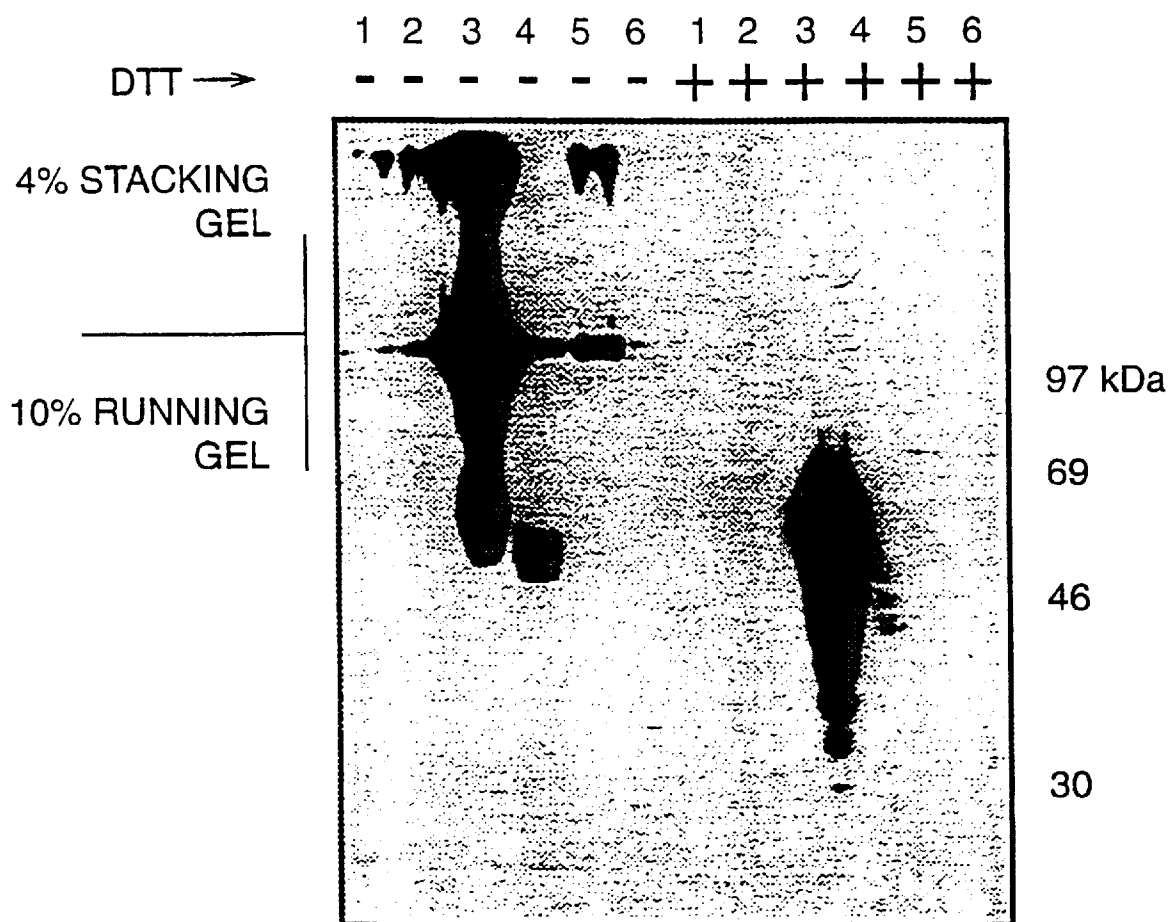 1 2 3 4 5 6 1 2 3 4 5 6
DTT → - - - - - - + + + + + +
4% STACKING
GEL
10% RUNNING
GEL
97 kDa
69
46
30